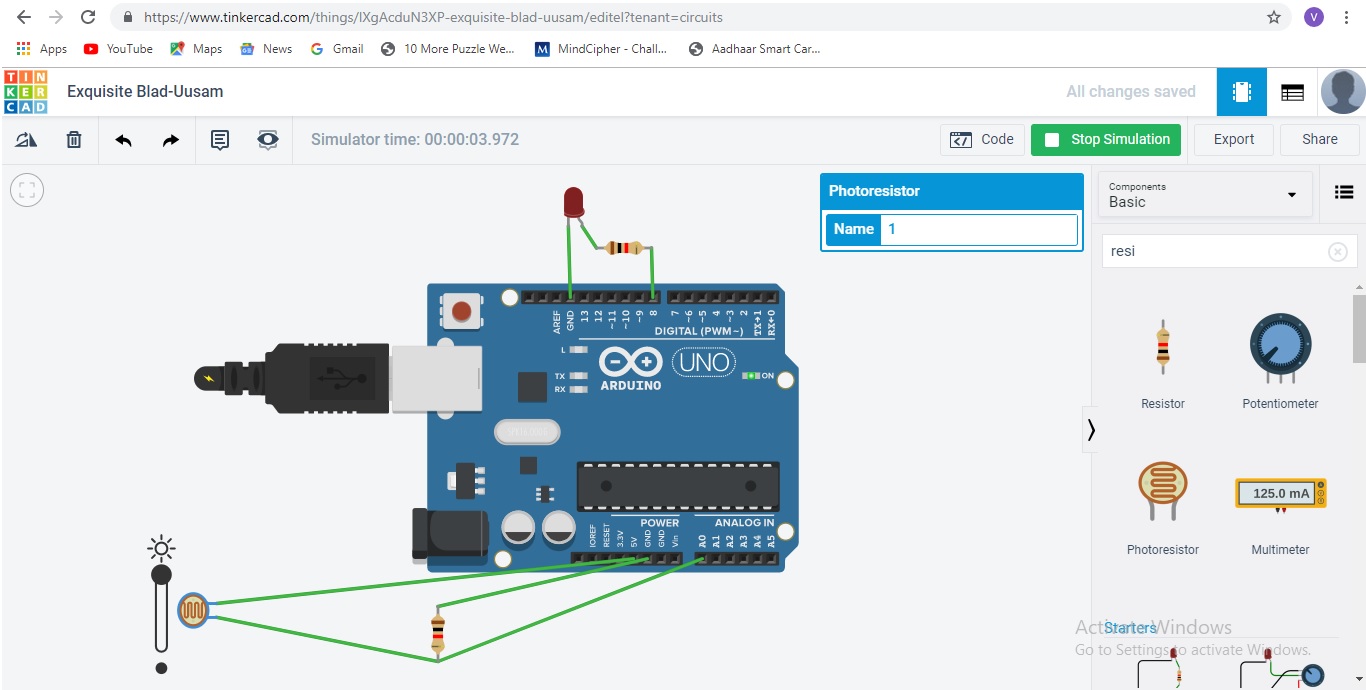 https://www.tinkercad.com/things/lXgAcduN3XP-exquisite-blad-uusam/editel?tenant=circuits
V
Apps YouTube Maps News Gmail 10 More Puzzle We... M MindCipher - Chall... Aadhaar Smart Car...
TIN
KER
CAD
Exquisite Blad-Uusam
All changes saved
Simulator time: 00:00:03.972
Code
Stop Simulation
Export
Share
Photoresistor
Name 1
Components
Basic
resi
Resistor
Potentiometer
Photoresistor
125.0 mA
Multimeter
Starters
Activate Windows
Go to Settings to activate Windows.
AREF
GND
13
12
~11
~10
~9
8
7
~6
~5
4
~3
2
TX→1
RX←0
DIGITAL (PWM~)
L
TX
RX
UNO
ARDUINO
ON
POWER
ANALOG IN
IOREF
RESET
3.3V
5V
GND
GND
Vin
A0
A1
A2
A3
A4
A5